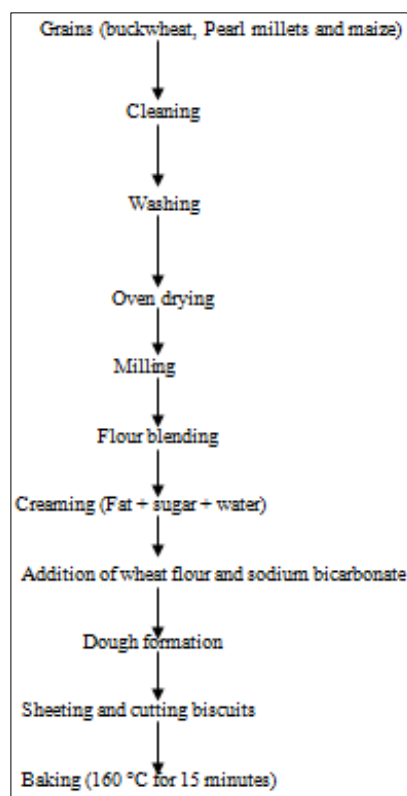 Grains (buckwheat, Pearl millets and maize)
Cleaning
Washing
Oven drying
Milling
Flour blending
Creaming (Fat + sugar + water)
Addition of wheat flour and sodium bicarbonate
Dough formation
Sheeting and cutting biscuits
Baking (160 °C for 15 minutes)